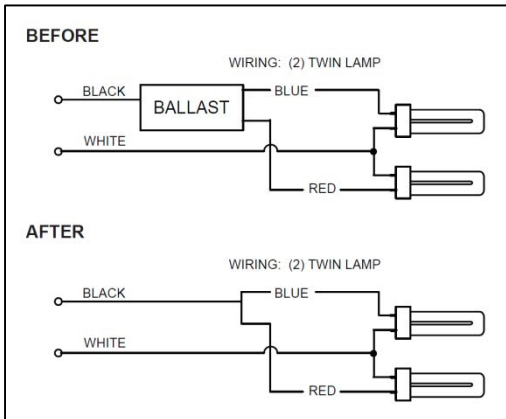 BEFORE
WIRING: (2) TWIN LAMP
BLACK
BALLAST
BLUE
WHITE
RED
AFTER
WIRING: (2) TWIN LAMP
BLACK
BLUE
WHITE
RED